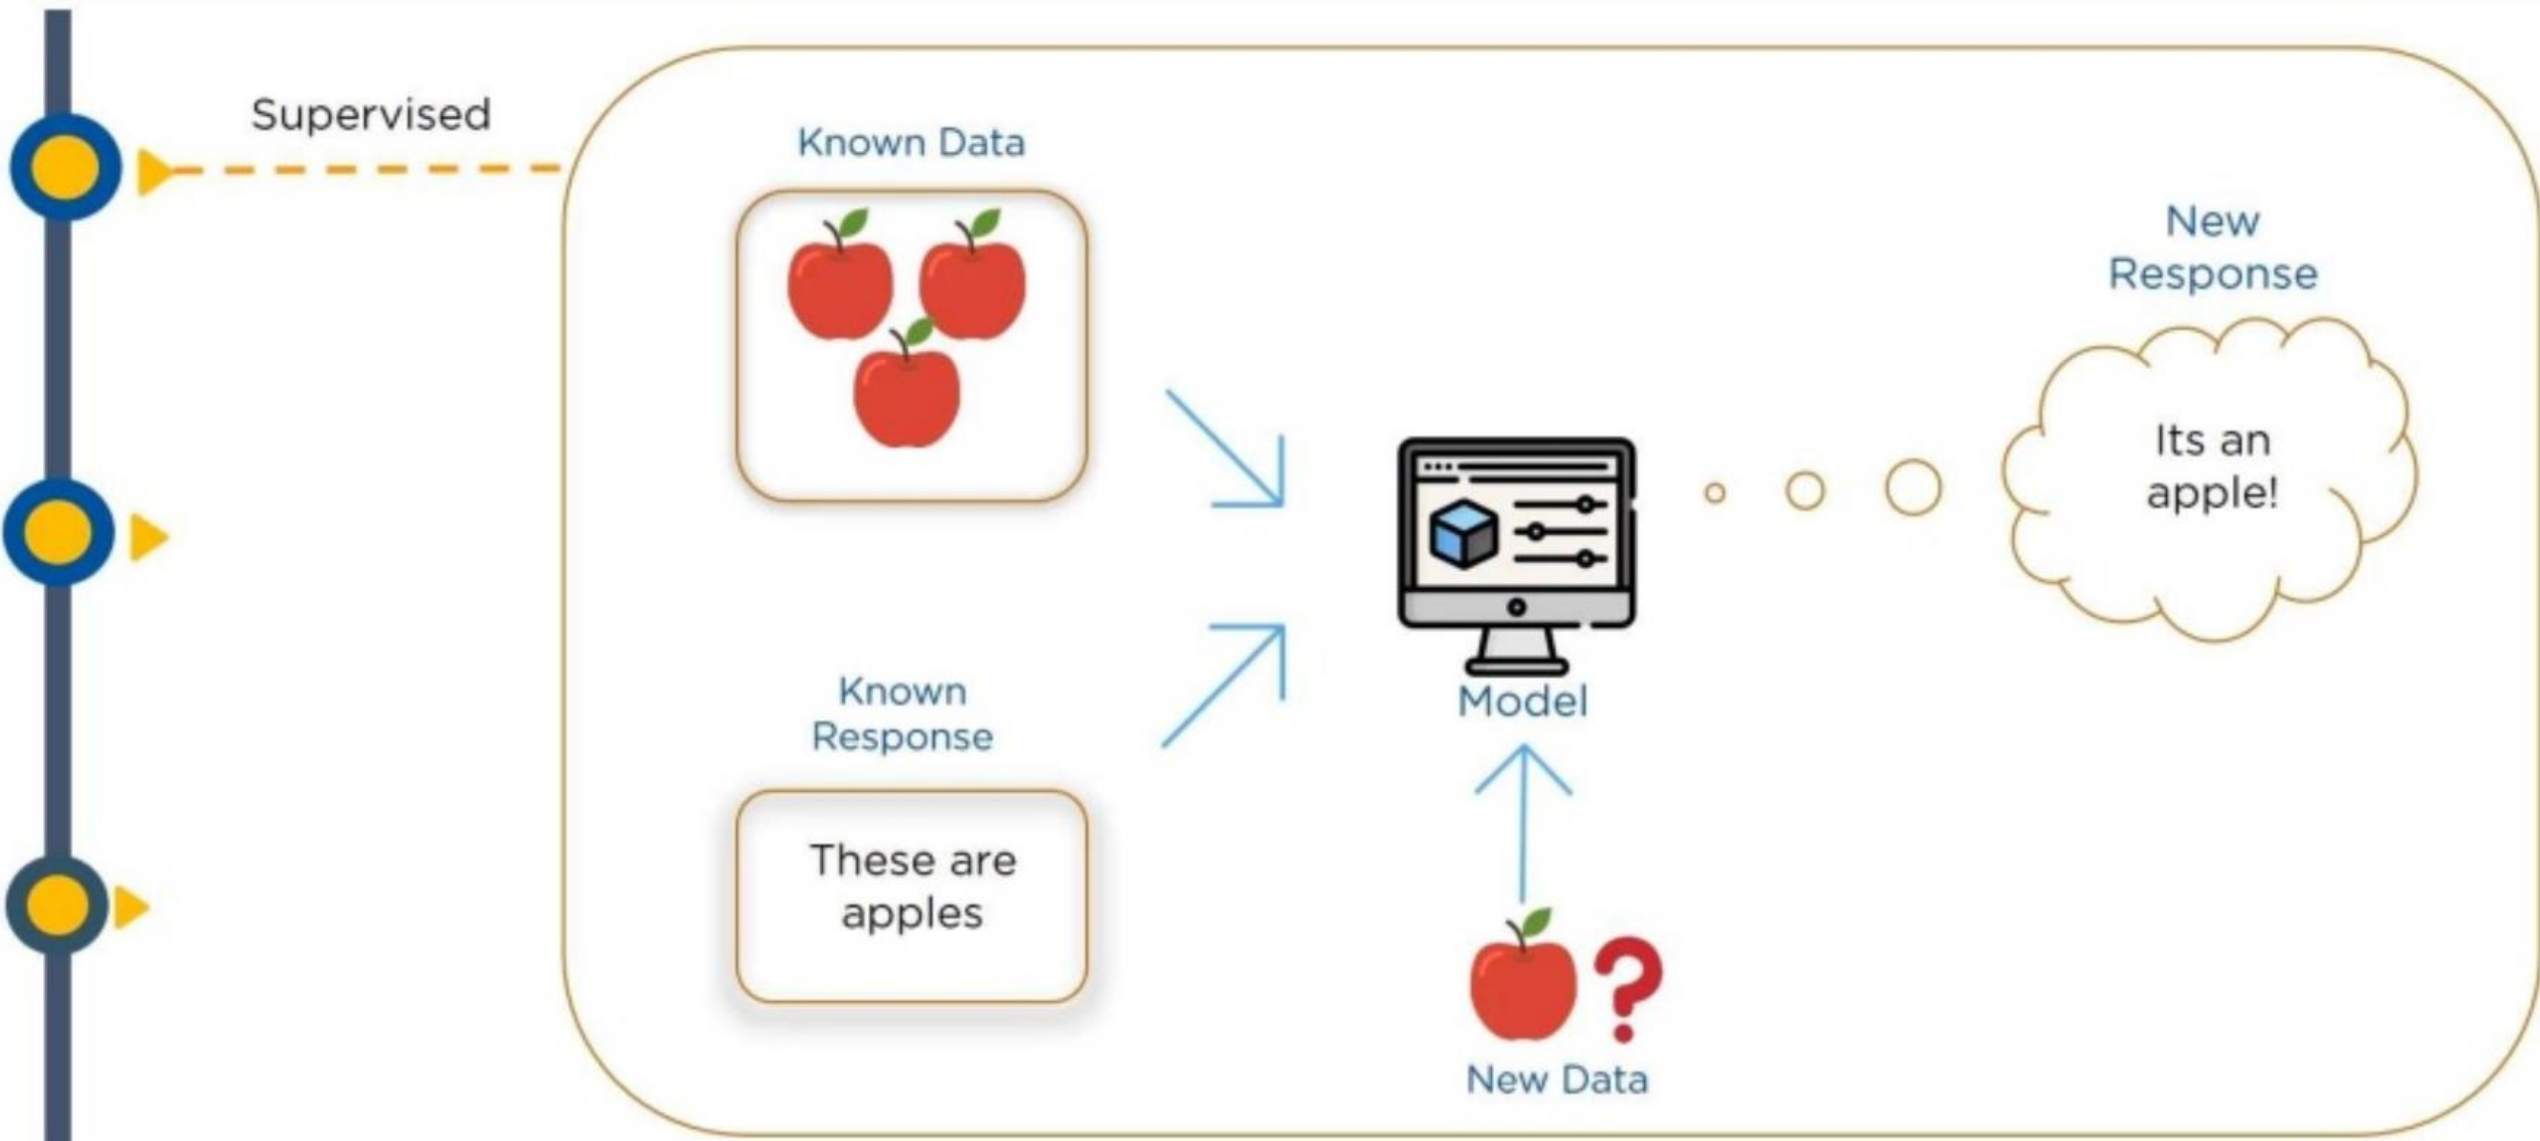 Supervised
Known Data
New
Response
Its an
apple!
Known
Response
Model
These are
apples
?
New Data